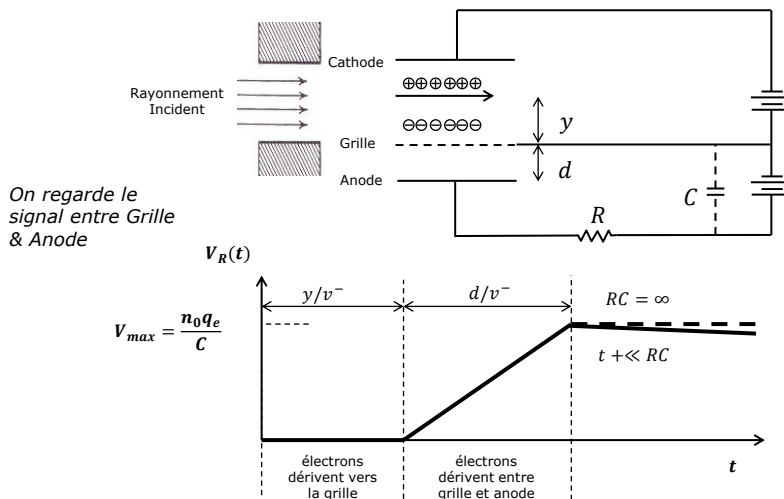 Cathode
Rayonnement
Incident
y
Grille
d
Anode
C
R
On regarde le
signal entre Grille
& Anode
V_R(t)
y/v⁻
d/v⁻
RC = ∞
V_max = n₀q_e / C
t + ≪ RC
t
électrons
dérivent vers
la grille
électrons
dérivent entre
grille et anode